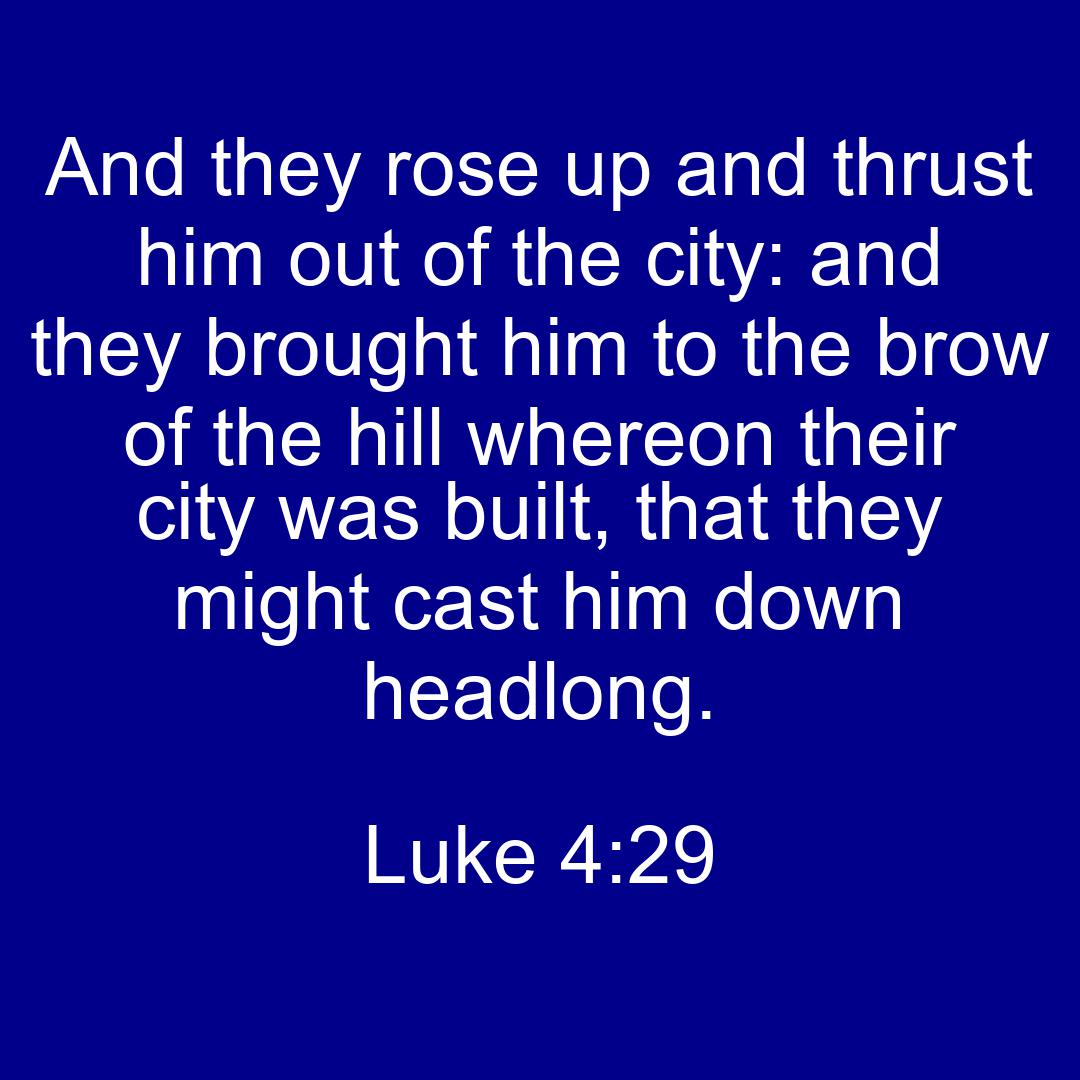 And they rose up and thrust
him out of the city: and
they brought him to the brow
of the hill whereon their
city was built, that they
might cast him down
headlong.
Luke 4:29